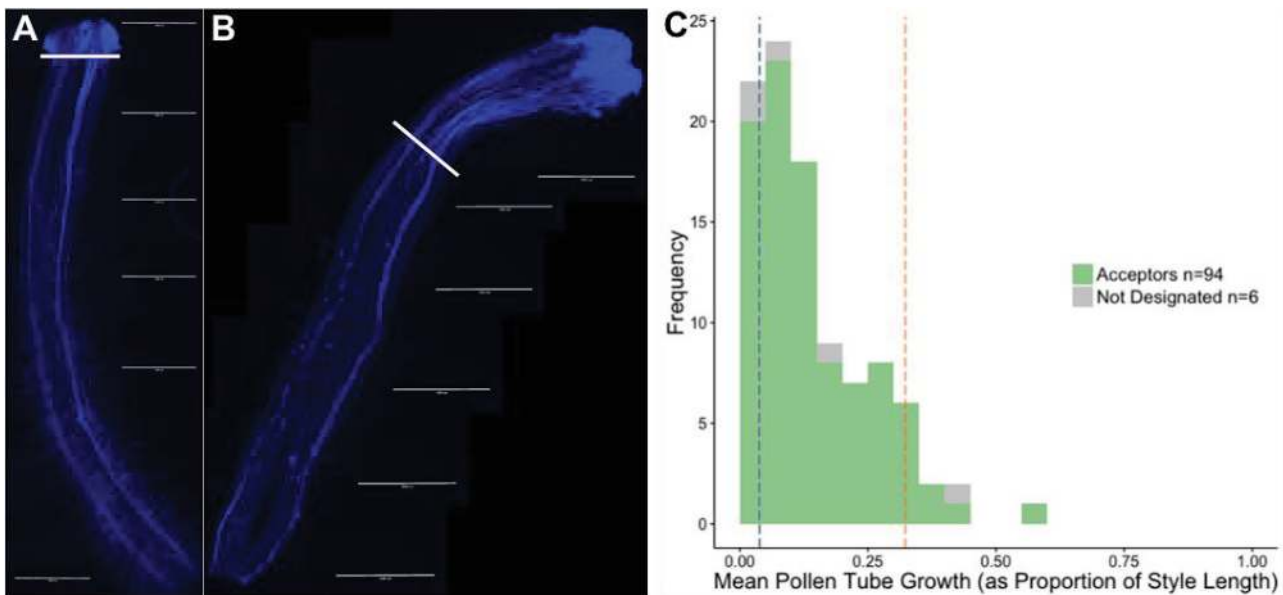 A
B
C
25
20
15
10
5
0
Frequency
Acceptors n=94
Not Designated n=6
0.00 0.25 0.50 0.75 1.00
Mean Pollen Tube Growth (as Proportion of Style Length)